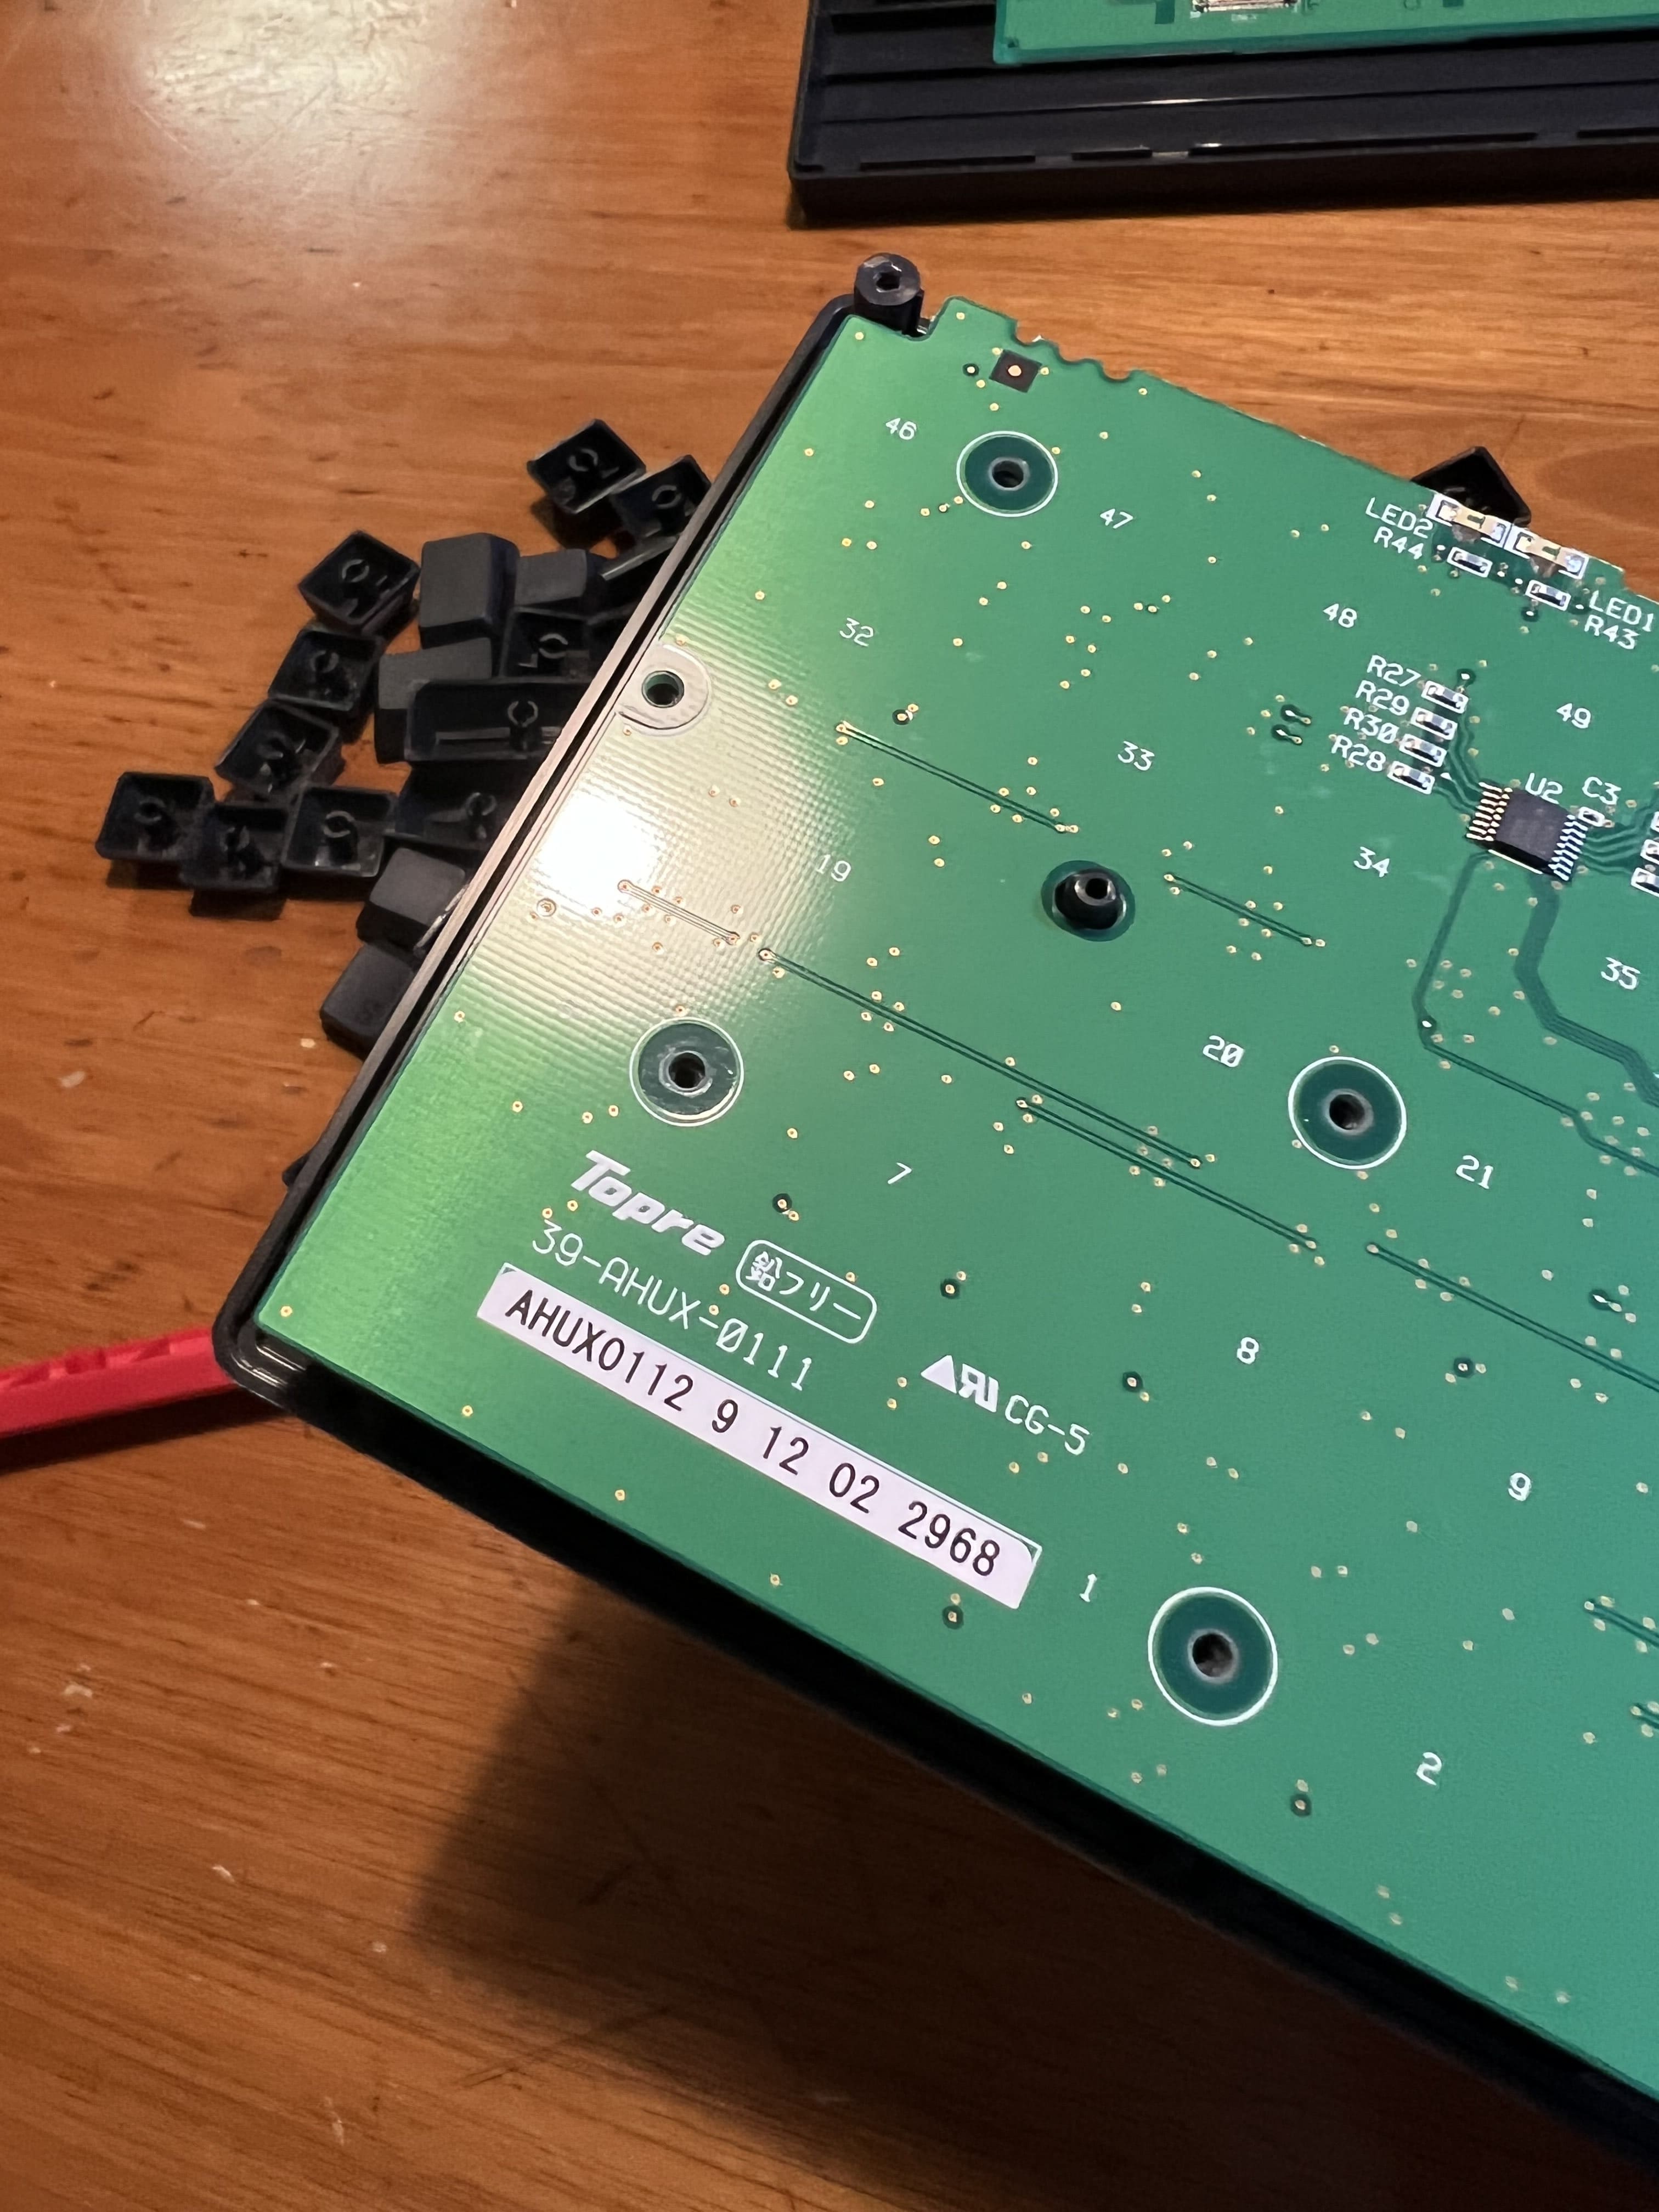 46
47
LED2
R44
LED1
R43
32
48
R27
R29
R30
R28
49
33
U2
C3
19
34
35
20
21
7
Topre
鉛フリー
39-AHUX-0111
AHUX0112 9 12 02 2968
CG-5
8
9
1
2